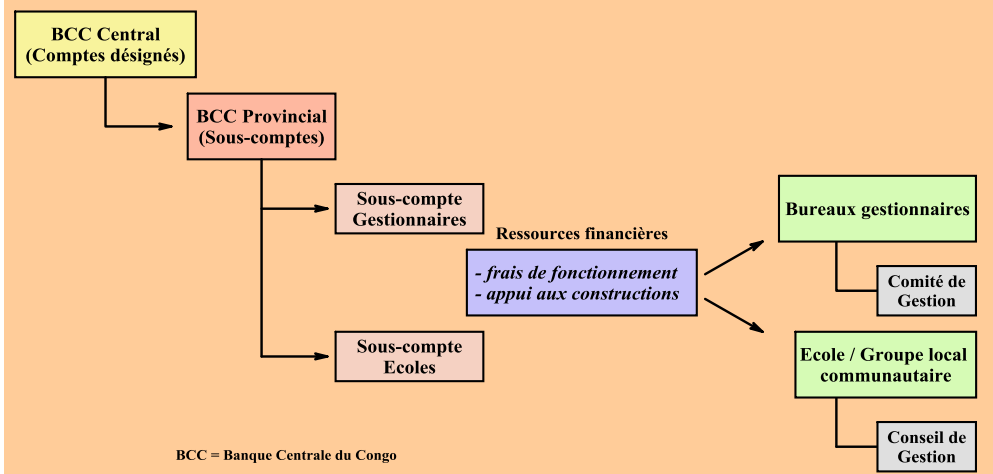 BCC Central
(Comptes désignés)
BCC Provincial
(Sous-comptes)
Sous-compte
Gestionnaires
Ressources financières
- frais de fonctionnement
- appui aux constructions
Bureaux gestionnaires
Comité de
Gestion
Sous-compte
Ecoles
Ecole / Groupe local
communautaire
Conseil de
Gestion
BCC = Banque Centrale du Congo